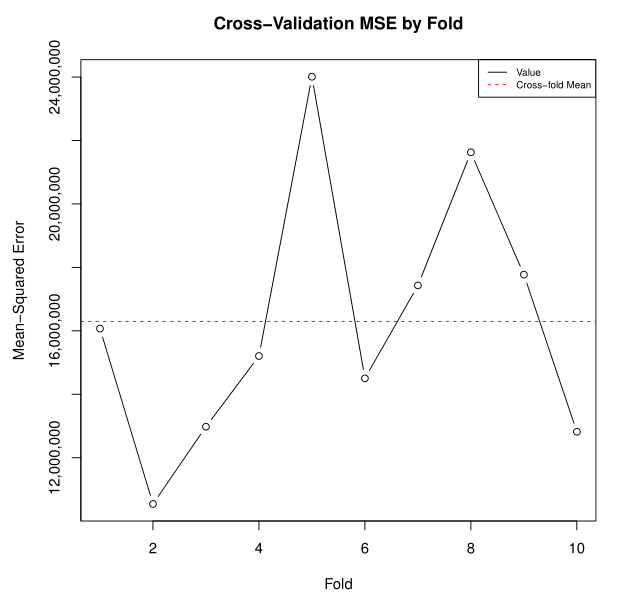 Cross−Validation MSE by Fold
Value
Cross−fold Mean
24,000,000
20,000,000
16,000,000
12,000,000
Mean−Squared Error
2 4 6 8 10
Fold